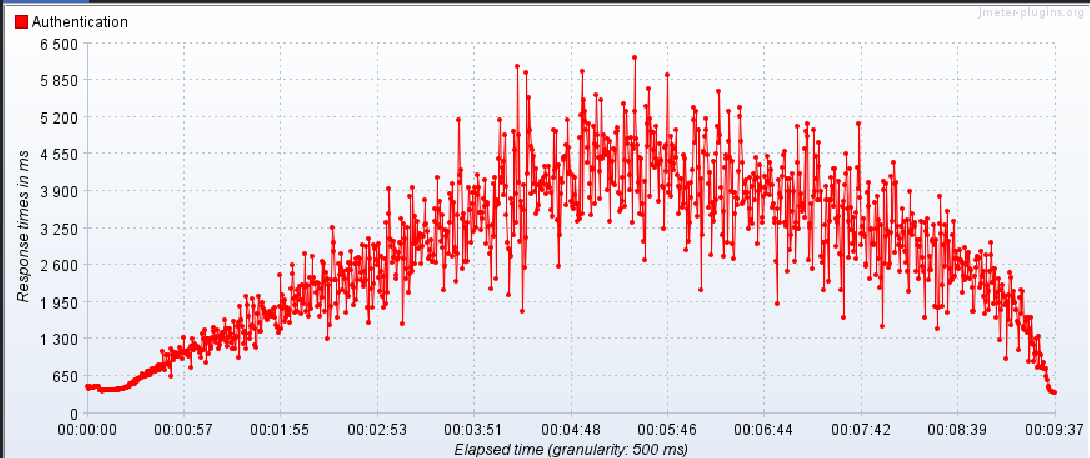 jmeter-plugins.org
Authentication
6 500
5 850
5 200
4 550
3 900
3 250
2 600
1 950
1 300
650
0
Response times in ms
00:00:00 00:00:57 00:01:55 00:02:53 00:03:51 00:04:48 00:05:46 00:06:44 00:07:42 00:08:39 00:09:37
Elapsed time (granularity: 500 ms)